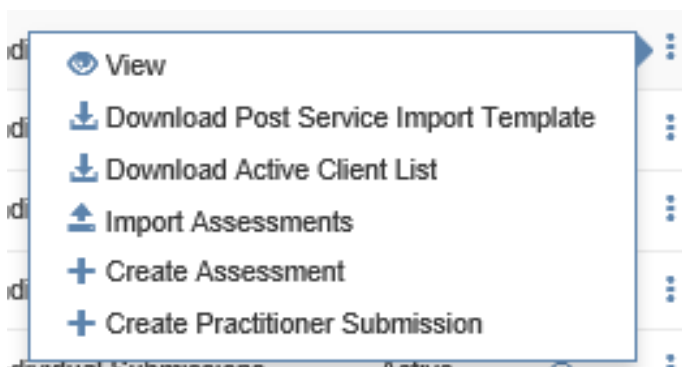 View
Download Post Service Import Template
Download Active Client List
Import Assessments
Create Assessment
Create Practitioner Submission